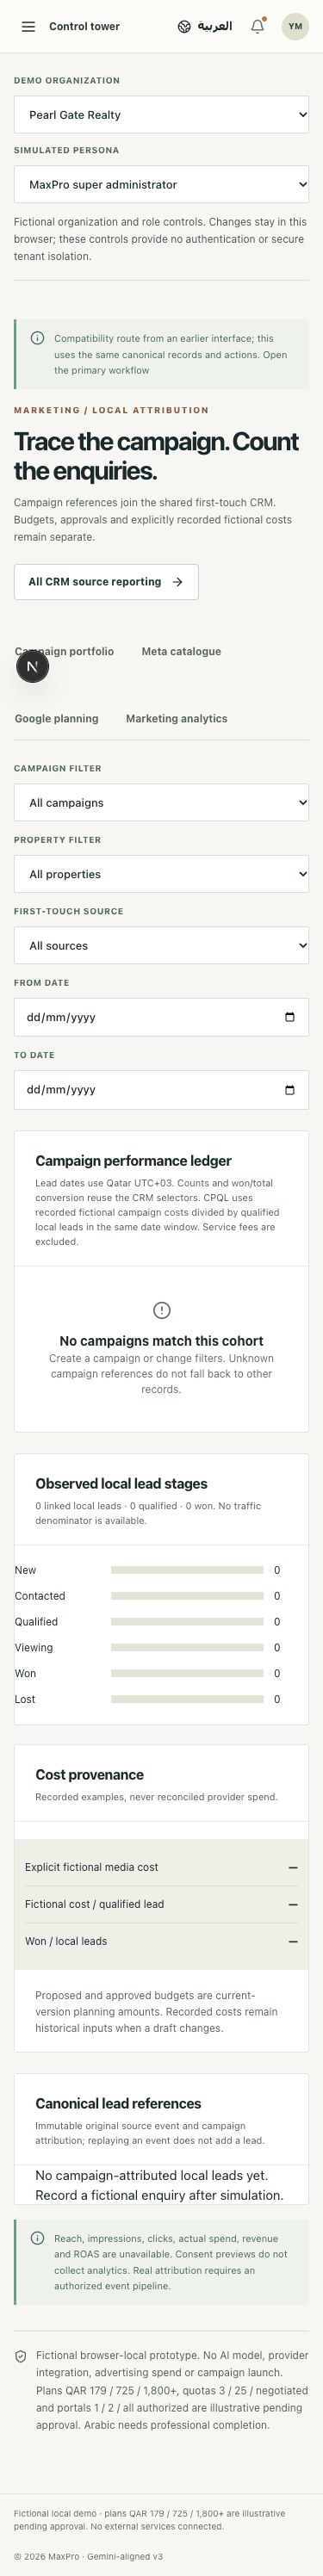 Control tower
العربية
YM
DEMO ORGANIZATION
Pearl Gate Realty
SIMULATED PERSONA
MaxPro super administrator
Fictional organization and role controls. Changes stay in this
browser; these controls provide no authentication or secure
tenant isolation.
Compatibility route from an earlier interface; this
uses the same canonical records and actions. Open
the primary workflow
MARKETING / LOCAL ATTRIBUTION
Trace the campaign. Count
the enquiries.
Campaign references join the shared first-touch CRM.
Budgets, approvals and explicitly recorded fictional costs
remain separate.
All CRM source reporting
Campaign portfolio Meta catalogue
N
Google planning Marketing analytics
CAMPAIGN FILTER
All campaigns
PROPERTY FILTER
All properties
FIRST-TOUCH SOURCE
All sources
FROM DATE
dd/mm/yyyy
TO DATE
dd/mm/yyyy
Campaign performance ledger
Lead dates use Qatar UTC+03. Counts and won/total
conversion reuse the CRM selectors. CPQL uses
recorded fictional campaign costs divided by qualified
local leads in the same date window. Service fees are
excluded.
No campaigns match this cohort
Create a campaign or change filters. Unknown
campaign references do not fall back to other
records.
Observed local lead stages
0 linked local leads · 0 qualified · 0 won. No traffic
denominator is available.
New 0
Contacted 0
Qualified 0
Viewing 0
Won 0
Lost 0
Cost provenance
Recorded examples, never reconciled provider spend.
Explicit fictional media cost —
Fictional cost / qualified lead —
Won / local leads —
Proposed and approved budgets are current-
version planning amounts. Recorded costs remain
historical inputs when a draft changes.
Canonical lead references
Immutable original source event and campaign
attribution; replaying an event does not add a lead.
No campaign-attributed local leads yet.
Record a fictional enquiry after simulation.
Reach, impressions, clicks, actual spend, revenue
and ROAS are unavailable. Consent previews do not
collect analytics. Real attribution requires an
authorized event pipeline.
Fictional browser-local prototype. No AI model, provider
integration, advertising spend or campaign launch.
Plans QAR 179 / 725 / 1,800+, quotas 3 / 25 / negotiated
and portals 1 / 2 / all authorized are illustrative pending
approval. Arabic needs professional completion.
Fictional local demo · plans QAR 179 / 725 / 1,800+ are illustrative
pending approval. No external services connected.
© 2026 MaxPro · Gemini-aligned v3